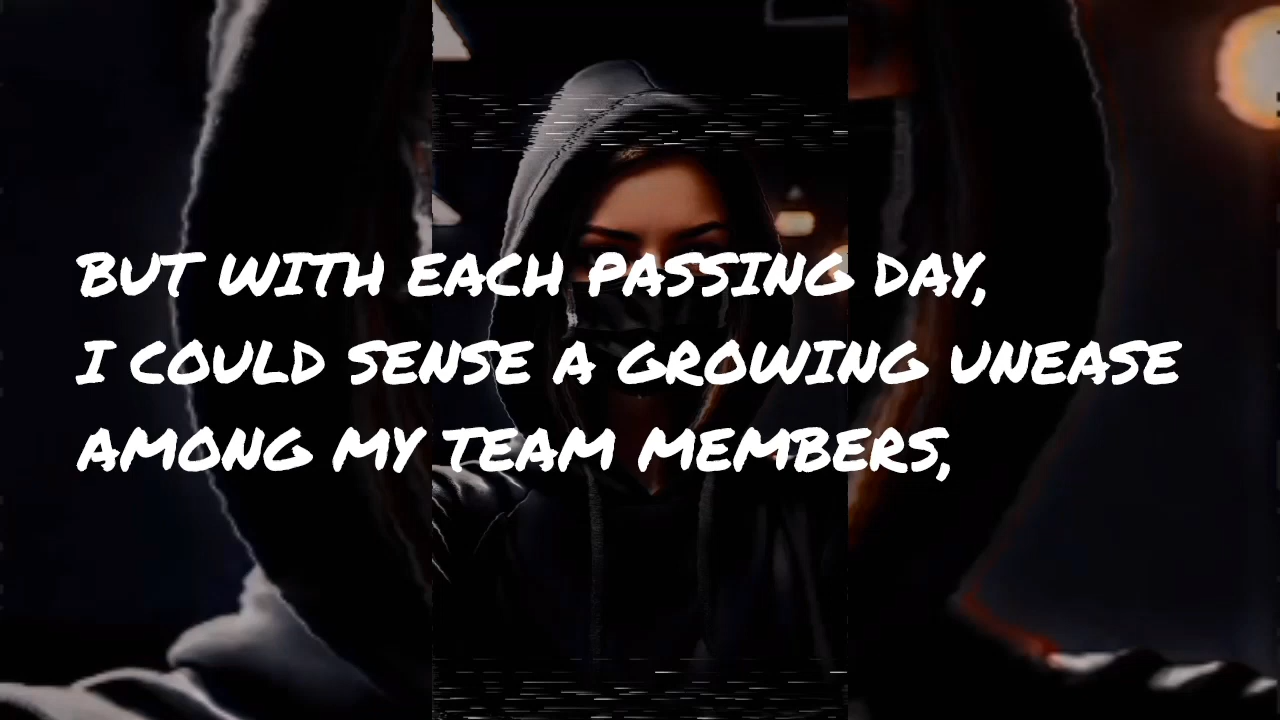 BUT WITH EACH PASSING DAY,
I COULD SENSE A GROWING UNEASE
AMONG MY TEAM MEMBERS,